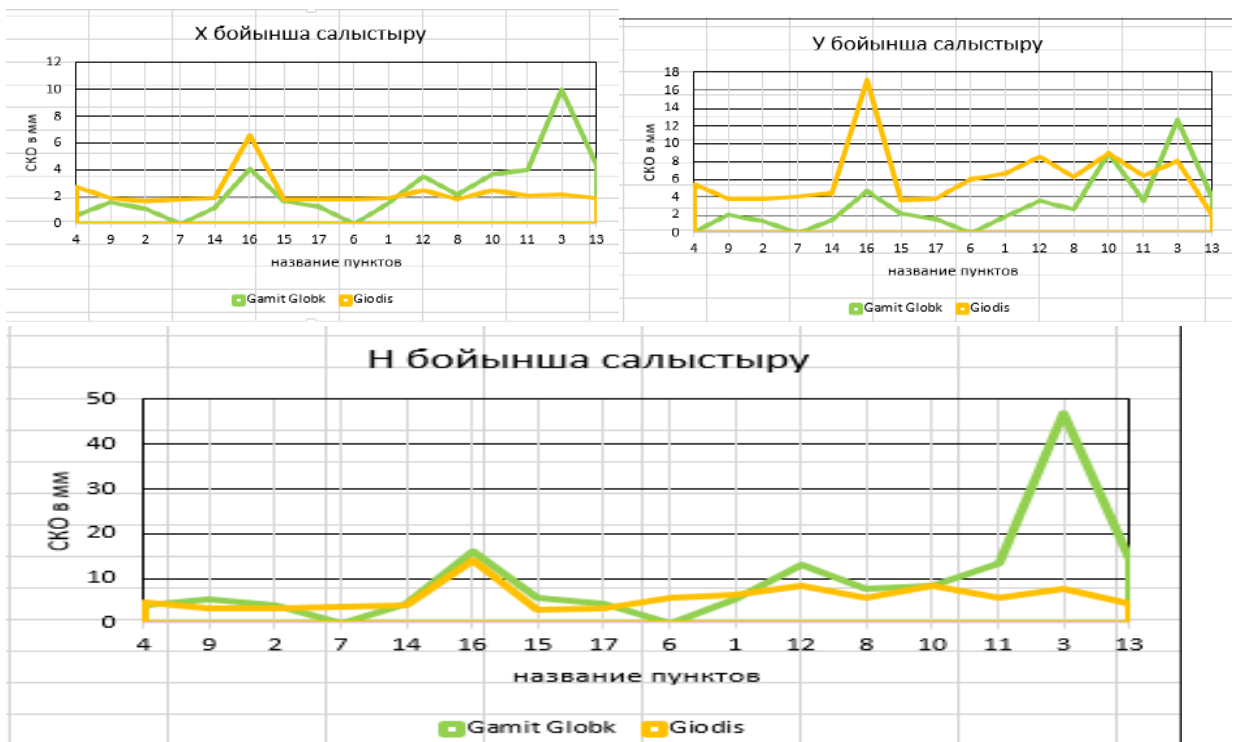 Х бойынша салыстыру
12
10
8
6
4
2
0
СКО в мм
4 9 2 7 14 16 15 17 6 1 12 8 10 11 3 13
название пунктов
Gamit Globk Giodis
У бойынша салыстыру
18
16
14
12
10
8
6
4
2
0
СКО в мм
4 9 2 7 14 16 15 17 6 1 12 8 10 11 3 13
название пунктов
Gamit Globk Giodis
Н бойынша салыстыру
50
40
30
20
10
0
СКО в мм
4 9 2 7 14 16 15 17 6 1 12 8 10 11 3 13
название пунктов
Gamit Globk Giodis